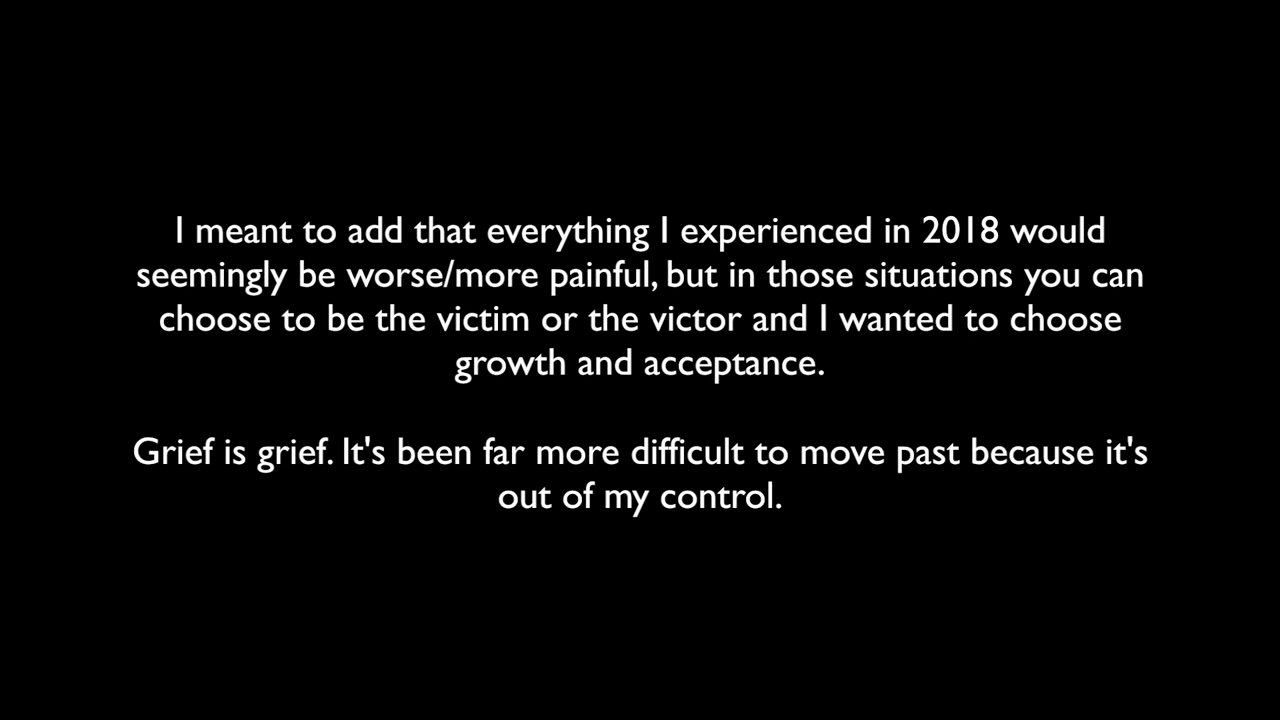 I meant to add that everything I experienced in 2018 would
seemingly be worse/more painful, but in those situations you can
choose to be the victim or the victor and I wanted to choose
growth and acceptance.
Grief is grief. It's been far more difficult to move past because it's
out of my control.